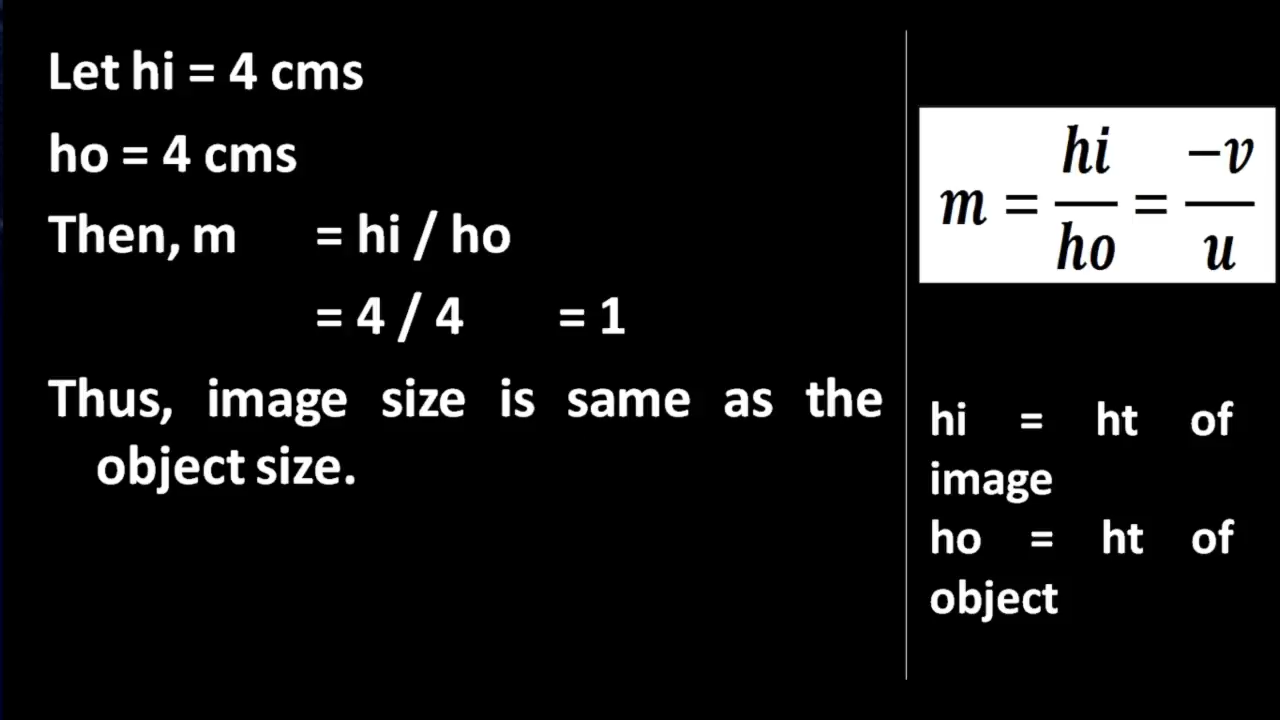 Let hi = 4 cms
ho = 4 cms
Then, m = hi / ho
= 4 / 4 = 1
Thus, image size is same as the
object size.
m = hi/ho = −v/u
hi = ht of
image
ho = ht of
object